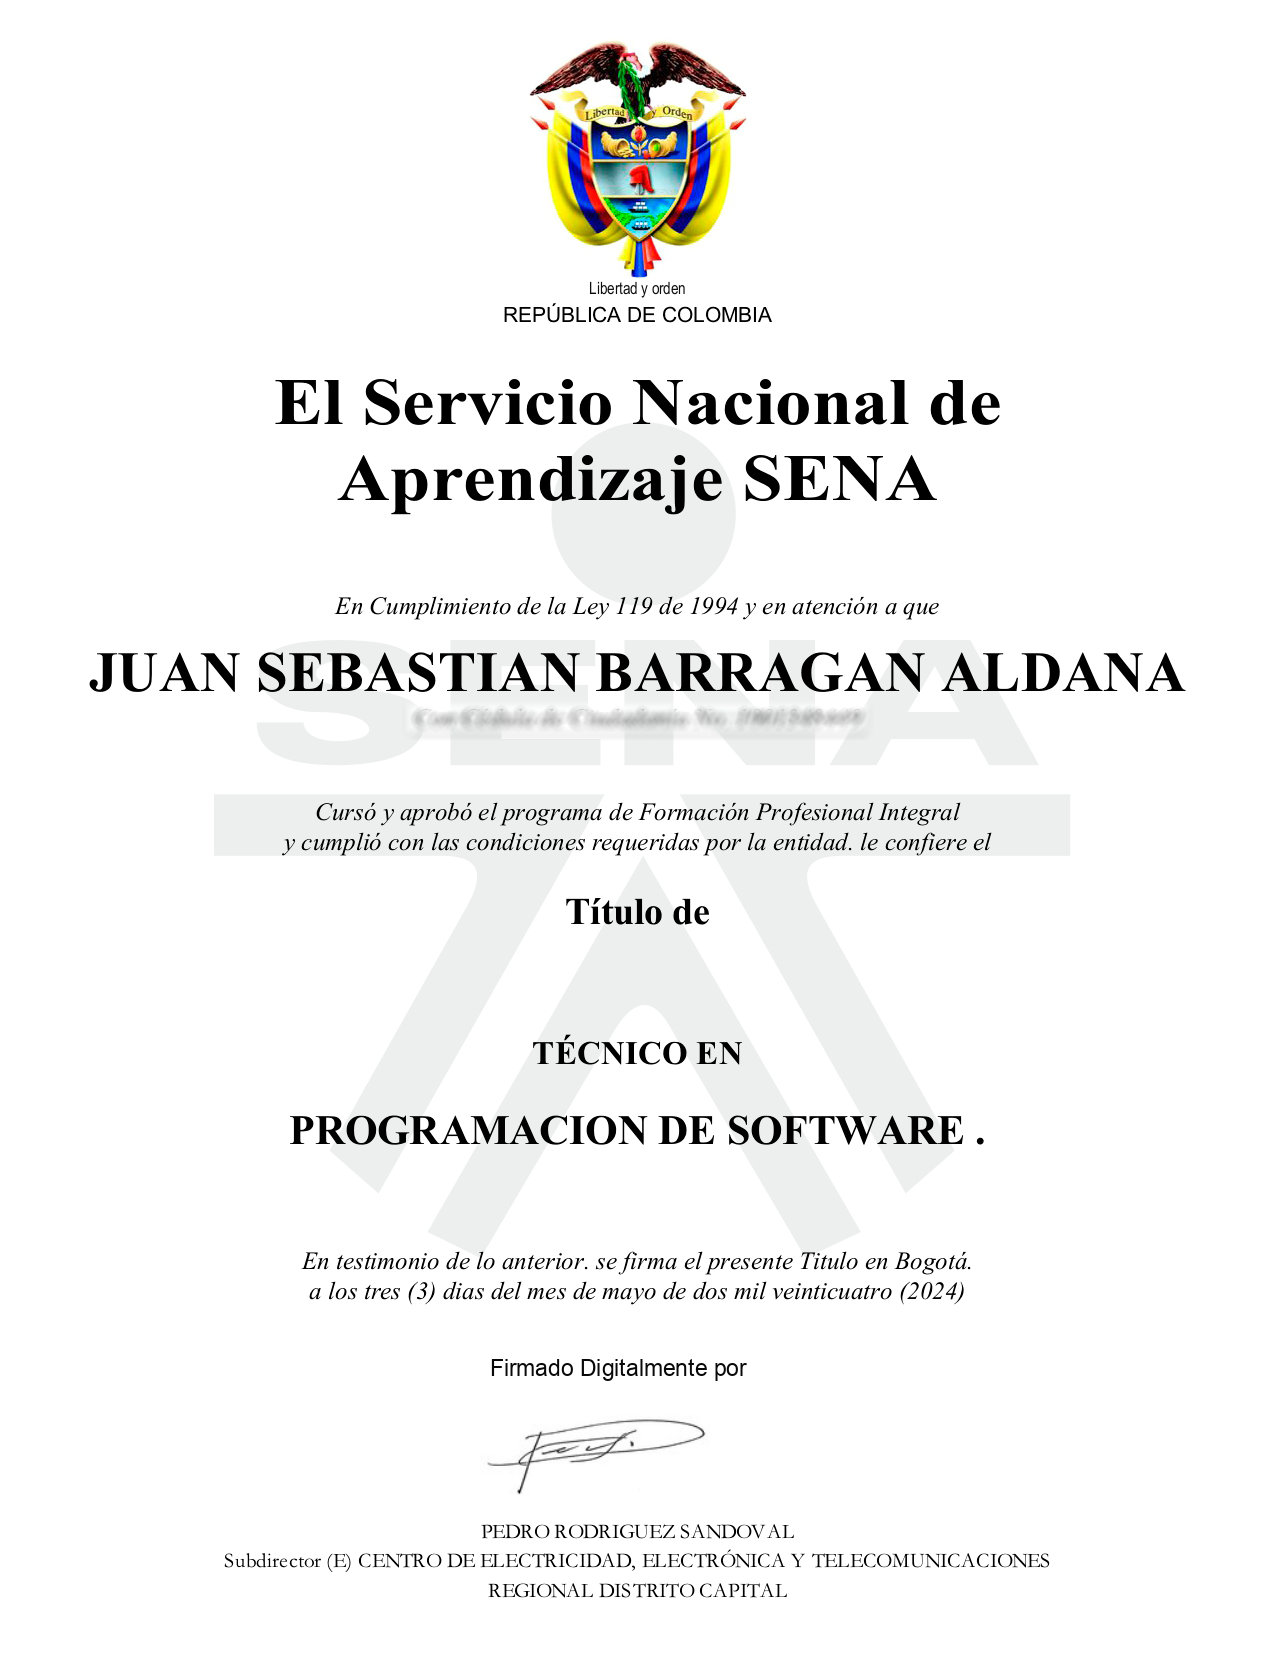 Libertad y Orden
Libertad y orden
REPÚBLICA DE COLOMBIA
El Servicio Nacional de
Aprendizaje SENA
En Cumplimiento de la Ley 119 de 1994 y en atención a que
SENA
JUAN SEBASTIAN BARRAGAN ALDANA
Cursó y aprobó el programa de Formación Profesional Integral
y cumplió con las condiciones requeridas por la entidad. le confiere el
Título de
TÉCNICO EN
PROGRAMACION DE SOFTWARE .
En testimonio de lo anterior. se firma el presente Titulo en Bogotá.
a los tres (3) dias del mes de mayo de dos mil veinticuatro (2024)
Firmado Digitalmente por
PEDRO RODRIGUEZ SANDOVAL
Subdirector (E) CENTRO DE ELECTRICIDAD, ELECTRÓNICA Y TELECOMUNICACIONES
REGIONAL DISTRITO CAPITAL